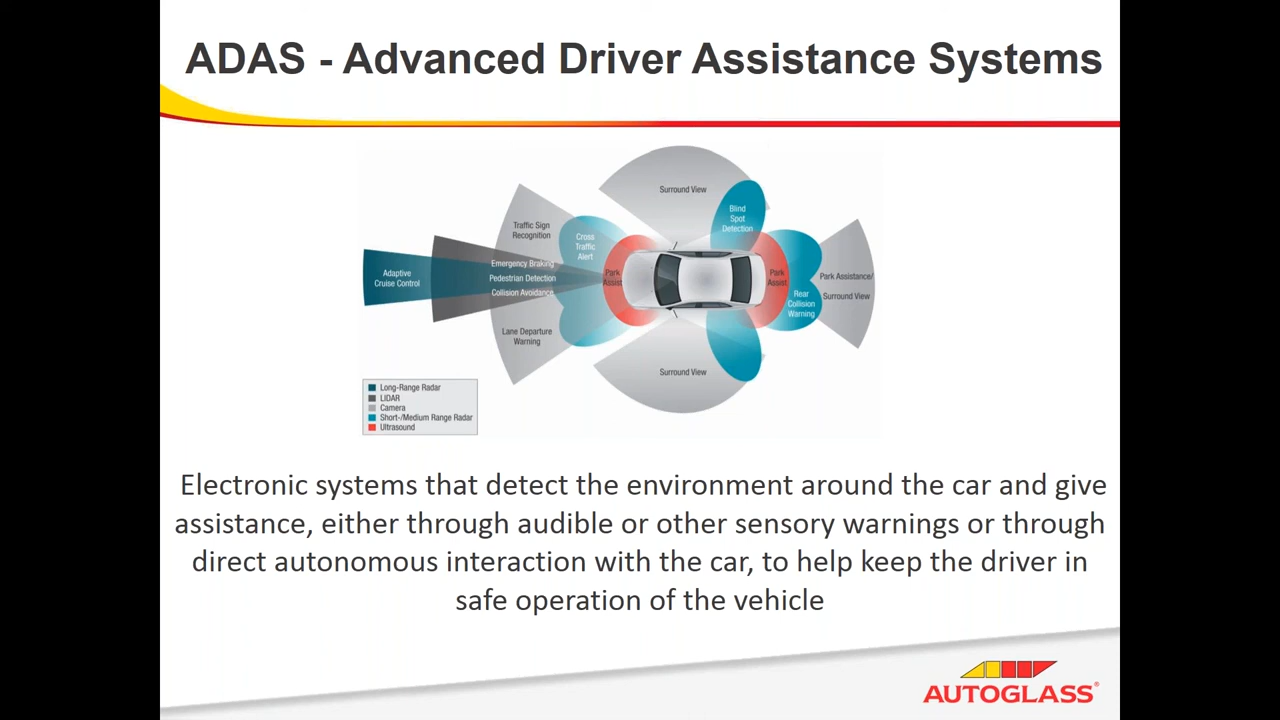 ADAS - Advanced Driver Assistance Systems
Surround View
Blind
Spot
Detection
Traffic Sign
Recognition
Cross
Traffic
Alert
Adaptive
Cruise Control
Emergency Braking
Pedestrian Detection
Collision Avoidance
Park
Assist
Park
Assist
Rear
Collision
Warning
Park Assistance/
Surround View
Lane Departure
Warning
Surround View
Long-Range Radar
LIDAR
Camera
Short-/Medium Range Radar
Ultrasound
Electronic systems that detect the environment around the car and give
assistance, either through audible or other sensory warnings or through
direct autonomous interaction with the car, to help keep the driver in
safe operation of the vehicle
AUTOGLASS®